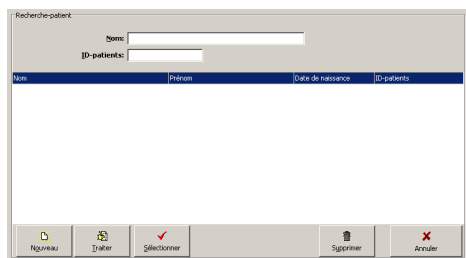 Recherche-patient
Nom:
ID-patients:
Nom Prénom Date de naissance ID-patients
Nouveau Traiter Sélectionner Supprimer Annuler